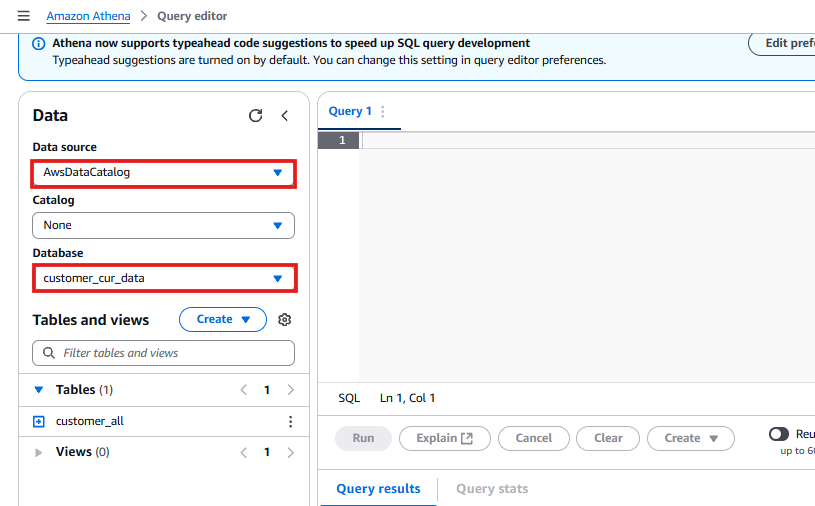 Amazon Athena > Query editor
Athena now supports typeahead code suggestions to speed up SQL query development
Typeahead suggestions are turned on by default. You can change this setting in query editor preferences.
Edit
Data
Data source
AwsDataCatalog
Catalog
None
Database
customer_cur_data
Tables and views
Create
Filter tables and views
Tables (1)
1
customer_all
Views (0)
1
Query 1
1
SQL Ln 1, Col 1
Run Explain Cancel Clear Create
up to
Query results Query stats